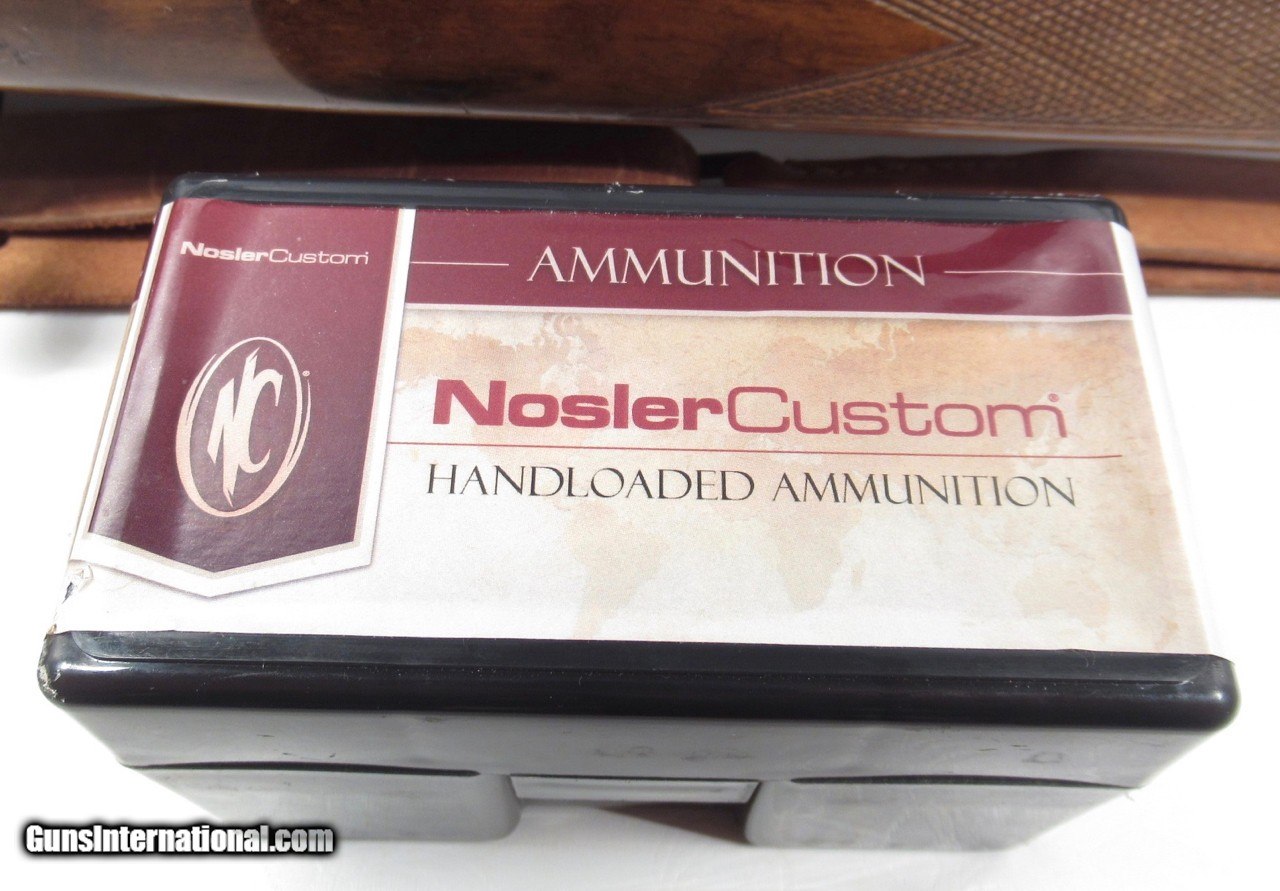 NoslerCustom
NC
AMMUNITION
NoslerCustom®
HANDLOADED AMMUNITION
GunsInternational.com